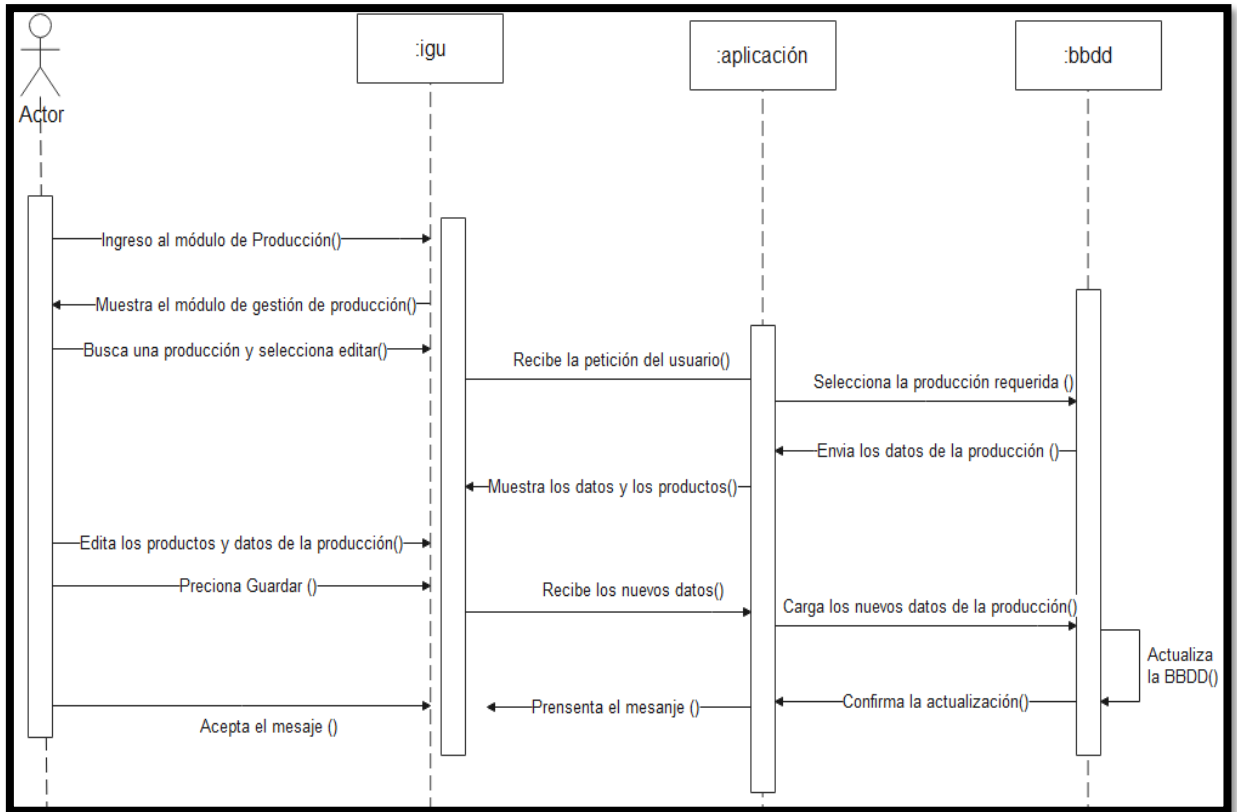 :igu
:aplicación
:bbdd
Actor
Ingreso al módulo de Producción()
Muestra el módulo de gestión de producción()
Busca una producción y selecciona editar()
Recibe la petición del usuario()
Selecciona la producción requerida ()
Envia los datos de la producción ()
Muestra los datos y los productos()
Edita los productos y datos de la producción()
Preciona Guardar ()
Recibe los nuevos datos()
Carga los nuevos datos de la producción()
Actualiza
la BBDD()
Confirma la actualización()
Prensenta el mesanje ()
Acepta el mesaje ()